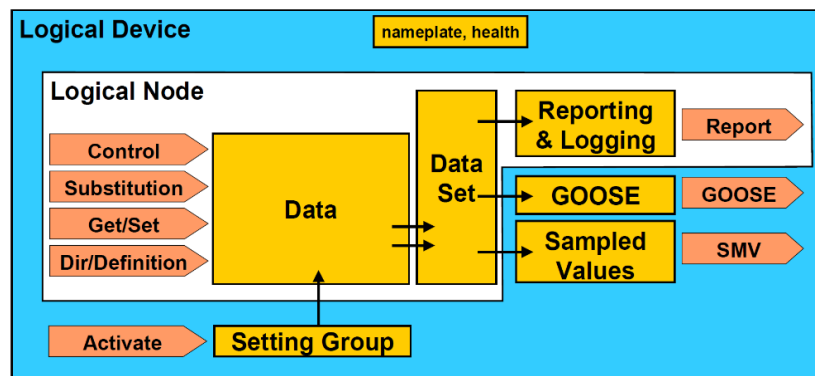 Logical Device
nameplate, health
Logical Node
Control
Substitution
Get/Set
Dir/Definition
Data
Data
Set
Reporting
& Logging
Report
GOOSE
GOOSE
Sampled
Values
SMV
Activate
Setting Group